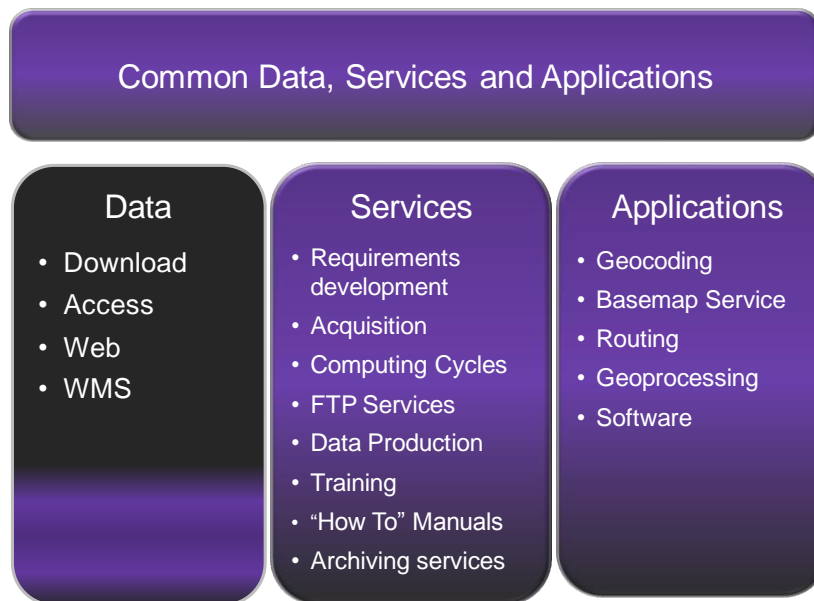 Common Data, Services and Applications
Data
• Download
• Access
• Web
• WMS
Services
• Requirements
development
• Acquisition
• Computing Cycles
• FTP Services
• Data Production
• Training
• “How To” Manuals
• Archiving services
Applications
• Geocoding
• Basemap Service
• Routing
• Geoprocessing
• Software